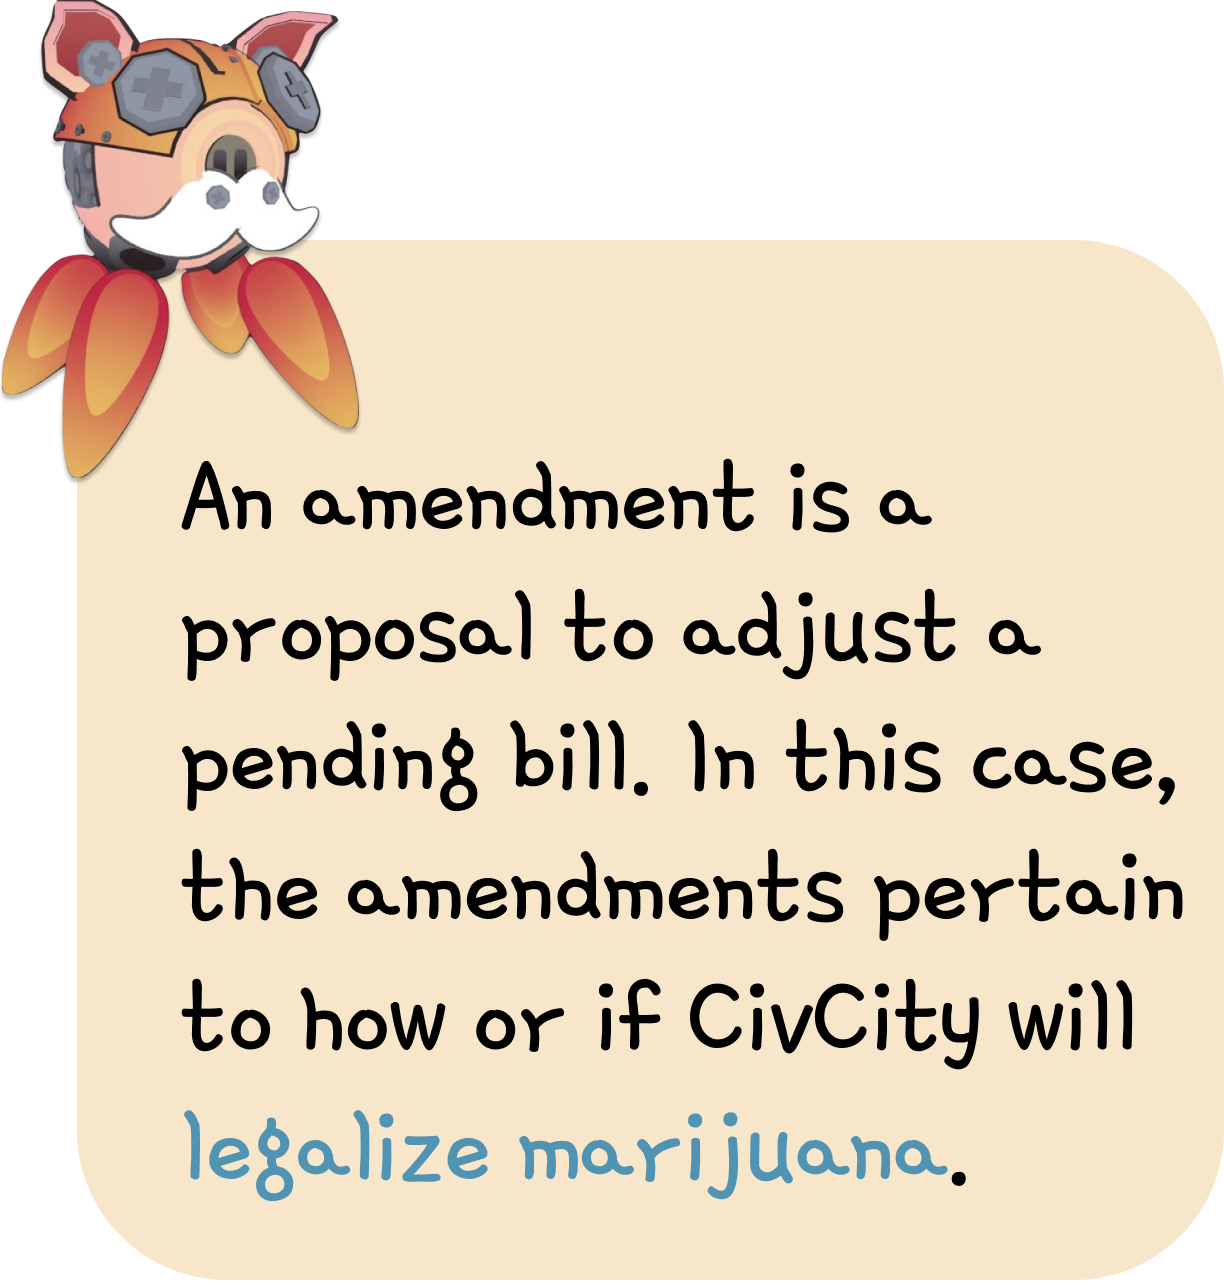 An amendment is a
proposal to adjust a
pending bill. In this case,
the amendments pertain
to how or if CivCity will
legalize marijuana.